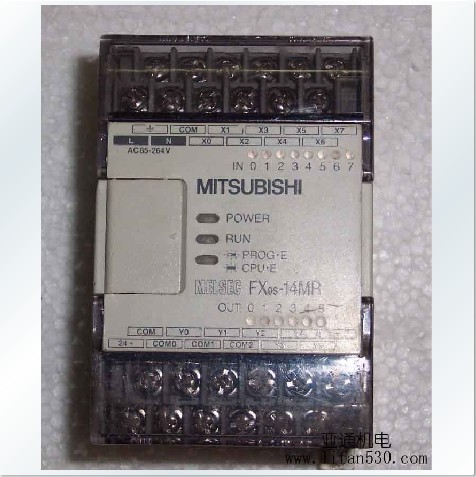 COM X1 X3 X5 X7
L N X0 X2 X4 X6
AC85-264V
IN 0 1 2 3 4 5 6 7
MITSUBISHI
POWER
RUN
PROG-E
CPU-E
MELSEC FX0S-14MR
OUT 0 1 2 3 4 5
COM Y0 Y1 Y2
24- COM0 COM1 COM2
亚通机电
www.lifan530.com